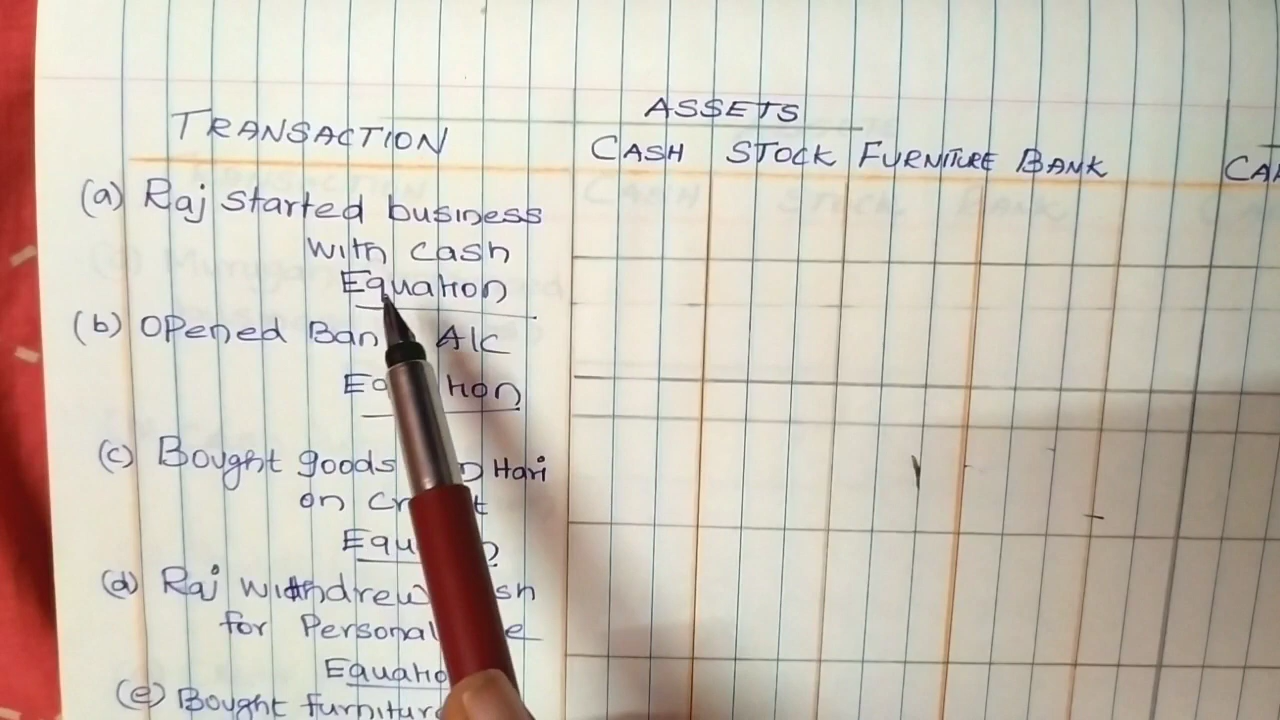 ASSETS
TRANSACTION CASH STOCK FURNITURE BANK
(a) Raj started business
with cash
Equation
(b) Opened Ban A/c
Eq tion
(c) Bought goods Hari
on Cr t
Equ
(d) Raj withdrew sh
for Personal e
Equatio
(e) Bought furnitur